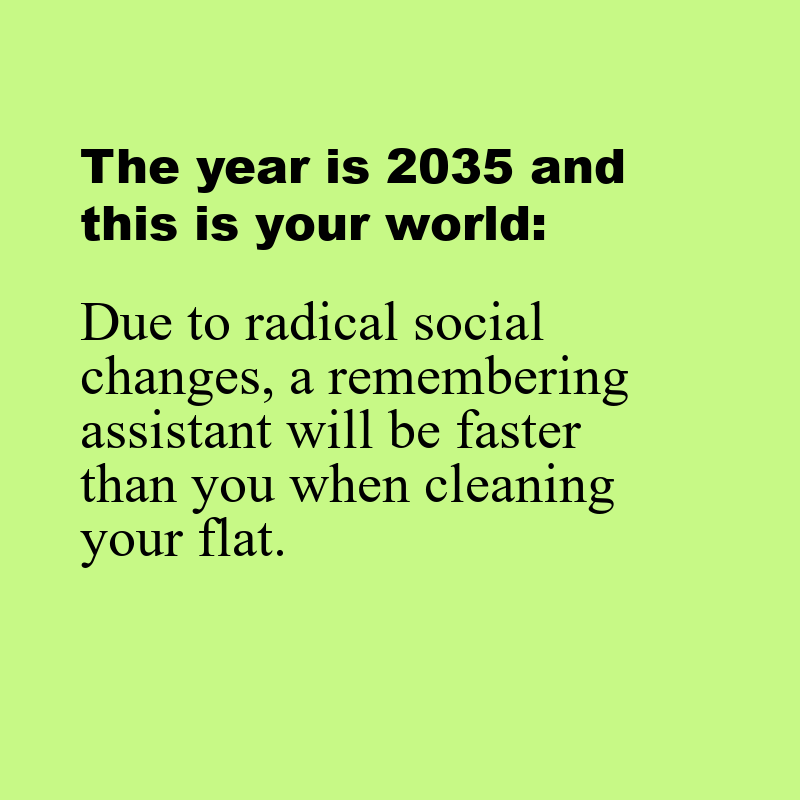 The year is 2035 and
this is your world:
Due to radical social
changes, a remembering
assistant will be faster
than you when cleaning
your flat.